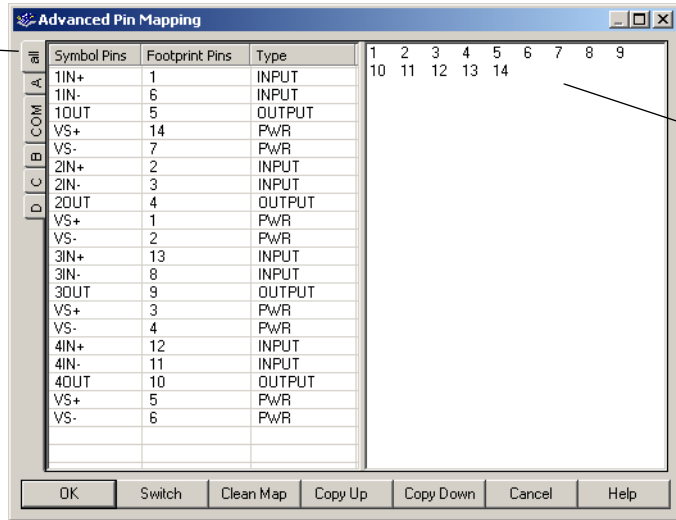 Advanced Pin Mapping
all
A
COM
B
C
D
Symbol Pins Footprint Pins Type
1IN+ 1 INPUT
1IN- 6 INPUT
1OUT 5 OUTPUT
VS+ 14 PWR
VS- 7 PWR
2IN+ 2 INPUT
2IN- 3 INPUT
2OUT 4 OUTPUT
VS+ 1 PWR
VS- 2 PWR
3IN+ 13 INPUT
3IN- 8 INPUT
3OUT 9 OUTPUT
VS+ 3 PWR
VS- 4 PWR
4IN+ 12 INPUT
4IN- 11 INPUT
4OUT 10 OUTPUT
VS+ 5 PWR
VS- 6 PWR
1 2 3 4 5 6 7 8 9
10 11 12 13 14
OK Switch Clean Map Copy Up Copy Down Cancel Help